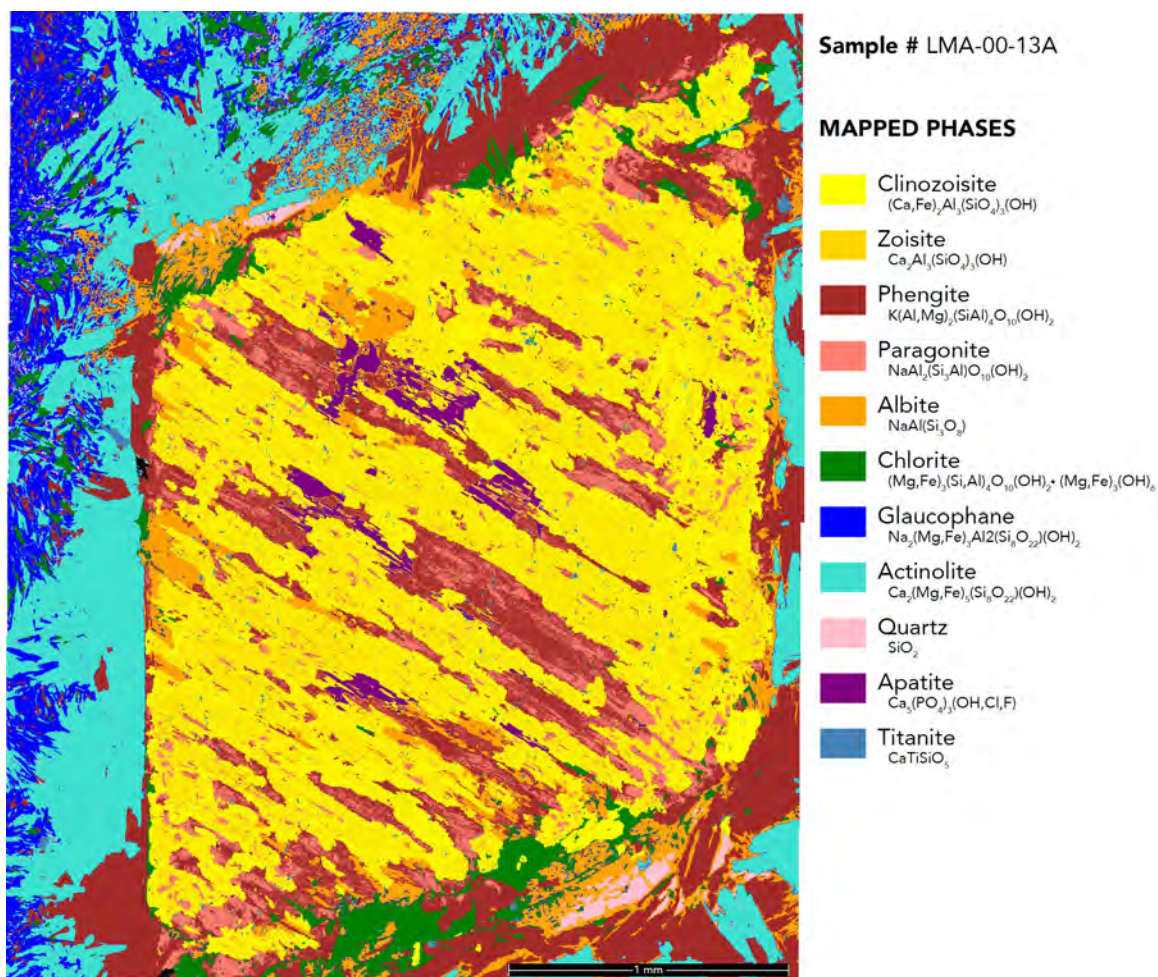 Sample # LMA-00-13A
MAPPED PHASES
Clinozoisite
(Ca,Fe)₂Al₃(SiO₄)₃(OH)
Zoisite
Ca₂Al₃(SiO₄)₃(OH)
Phengite
K(Al,Mg)₂(SiAl)₄O₁₀(OH)₂
Paragonite
NaAl₂(Si₃Al)O₁₀(OH)₂
Albite
NaAl(Si₃O₈)
Chlorite
(Mg,Fe)₃(Si,Al)₄O₁₀(OH)₂• (Mg,Fe)₃(OH)₆
Glaucophane
Na₂(Mg,Fe)₃Al2(Si₈O₂₂)(OH)₂
Actinolite
Ca₂(Mg,Fe)₅(Si₈O₂₂)(OH)₂
Quartz
SiO₂
Apatite
Ca₅(PO₄)₃(OH,Cl,F)
Titanite
CaTiSiO₅
1 mm